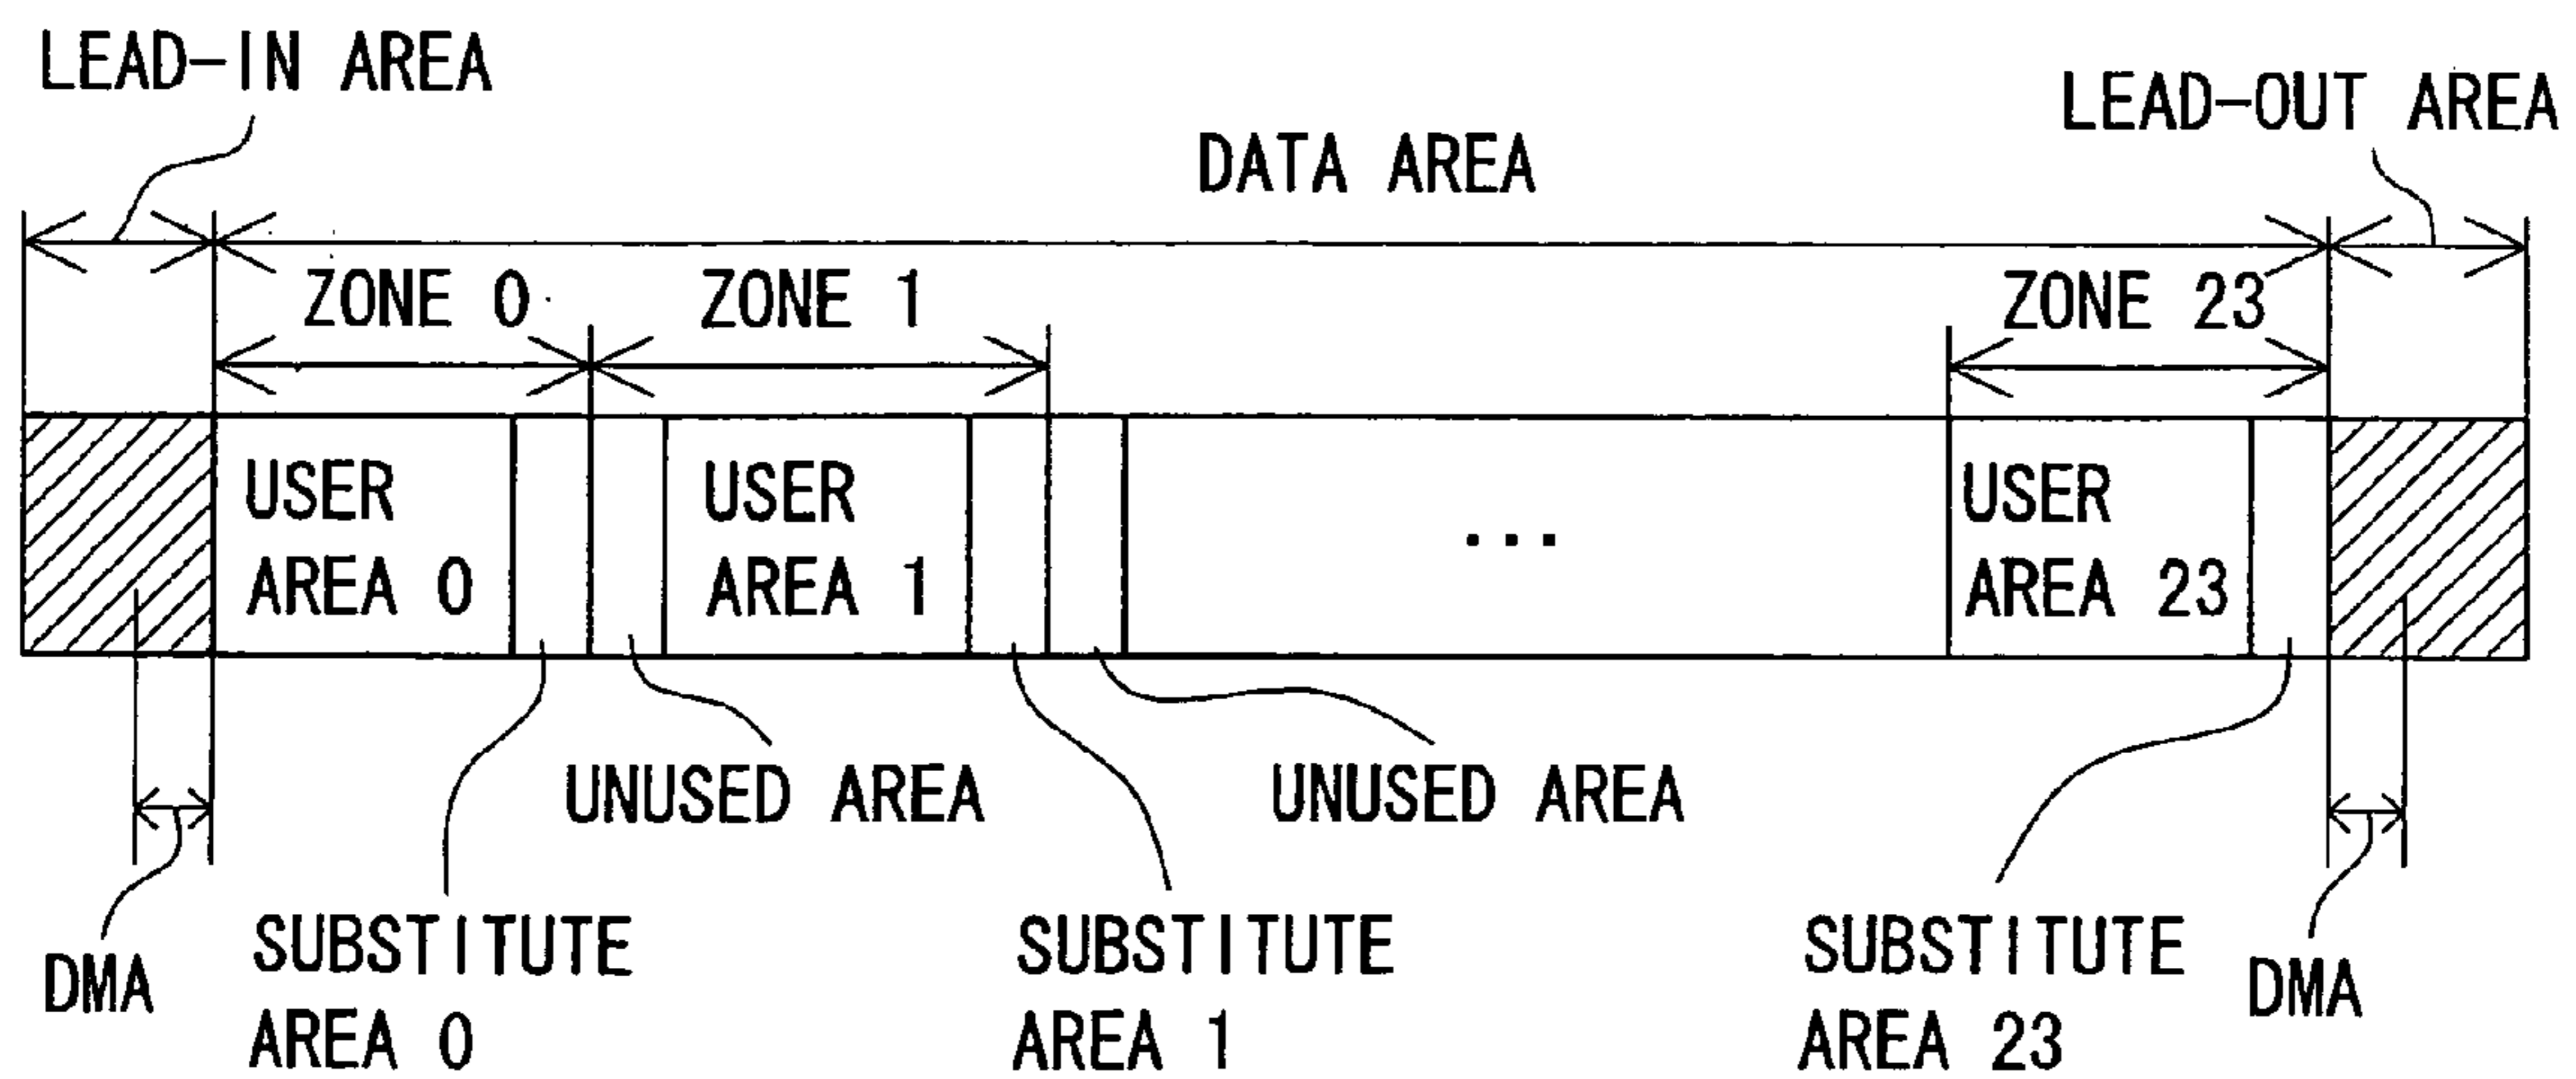 LEAD-IN AREA
LEAD-OUT AREA
DATA AREA
ZONE 0
ZONE 1
ZONE 23
USER
AREA 0
USER
AREA 1
...
USER
AREA 23
UNUSED AREA
UNUSED AREA
DMA
SUBSTITUTE
AREA 0
SUBSTITUTE
AREA 1
SUBSTITUTE
AREA 23
DMA